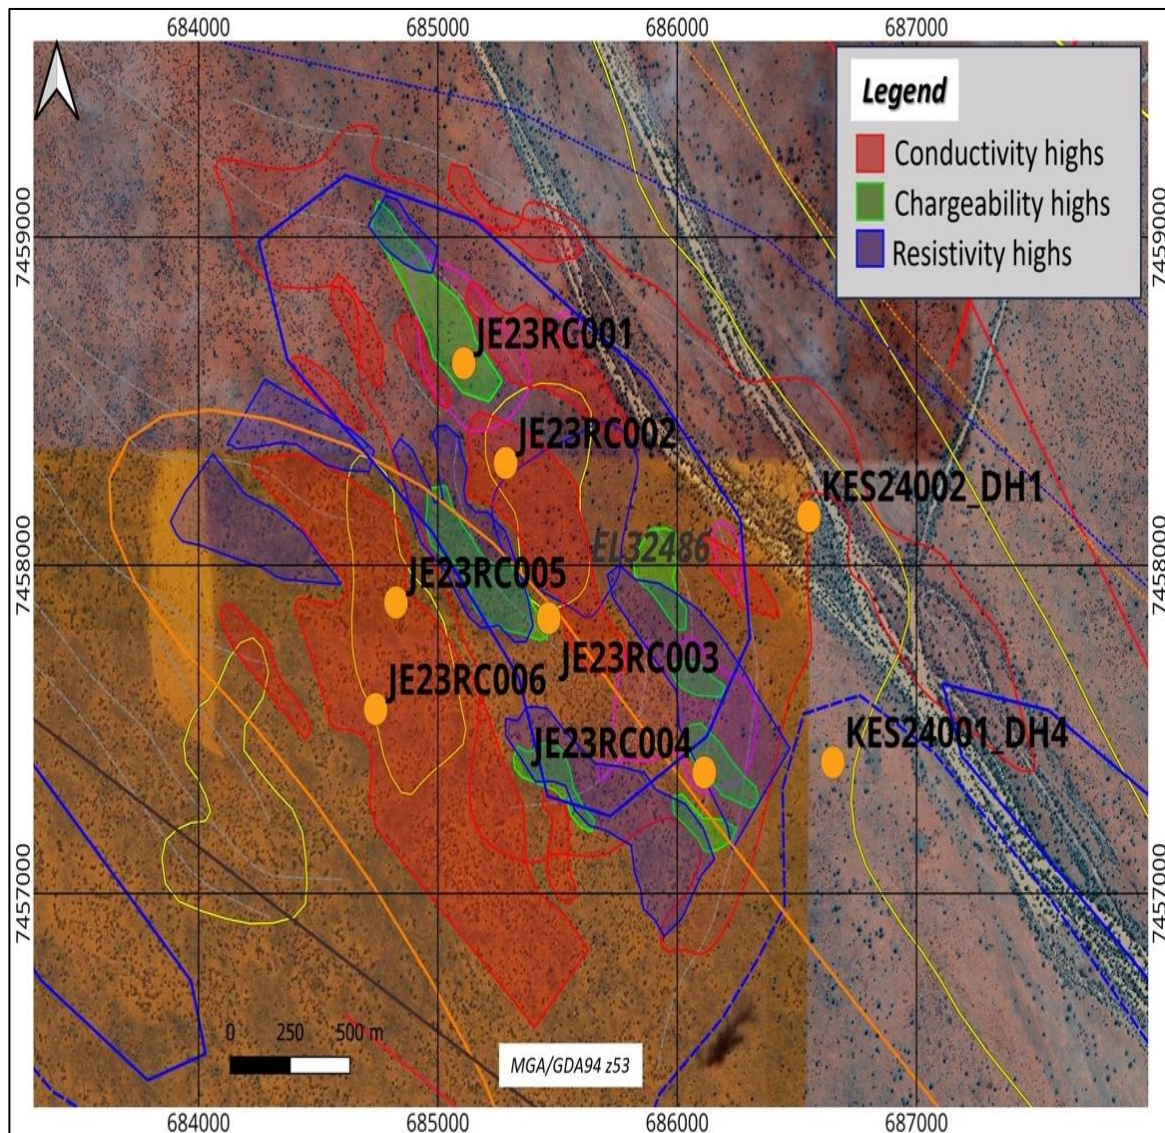 684000 685000 686000 687000
Legend
Conductivity highs
Chargeability highs
Resistivity highs
7459000 7459000
JE23RC001
JE23RC002
KES24002_DH1
EL32486
7458000 7458000
JE23RC005
JE23RC003
JE23RC006
JE23RC004
KES24001_DH4
7457000 7457000
0 250 500 m
MGA/GDA94 z53
684000 685000 686000 687000